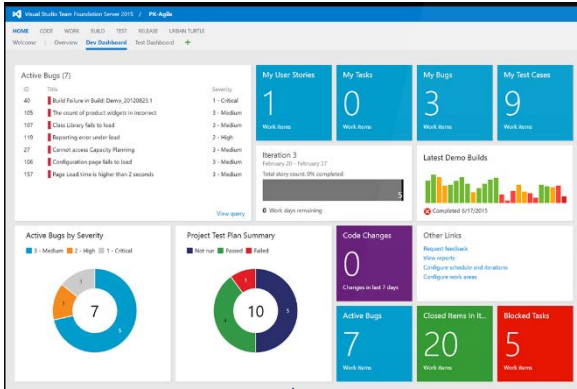 Visual Studio Team Foundation Server 2015 / PK-Agile
HOME CODE WORK BUILD TEST RELEASE URBAN TURTLE
Welcome | Overview Dev Dashboard Test Dashboard +
Active Bugs (7)
ID Title Severity
40 Build Failure in Build: Demo_20120823.1 1 - Critical
105 The count of product widgets in incorrect 3 - Medium
107 Class Library fails to load 3 - Medium
119 Reporting error under load 2 - High
27 Cannot access Capacity Planning 3 - Medium
106 Configuration page fails to load 3 - Medium
157 Page Load time is higher than 2 seconds 3 - Medium
View query
My User Stories
1
Work items
My Tasks
0
Work items
My Bugs
3
Work items
My Test Cases
9
Work items
Iteration 3
February 20 - February 27
Total story count: 0% completed
5
0 Work days remaining
Latest Demo Builds
Completed 6/17/2015
Active Bugs by Severity
3 - Medium 2 - High 1 - Critical
1
1
7
5
Project Test Plan Summary
Not run Passed Failed
1
4
10
5
Code Changes
0
Changes in last 7 days
Other Links
Request feedback
View reports
Configure schedule and iterations
Configure work areas
Active Bugs
7
Work items
Closed Items In It...
20
Work items
Blocked Tasks
5
Work items